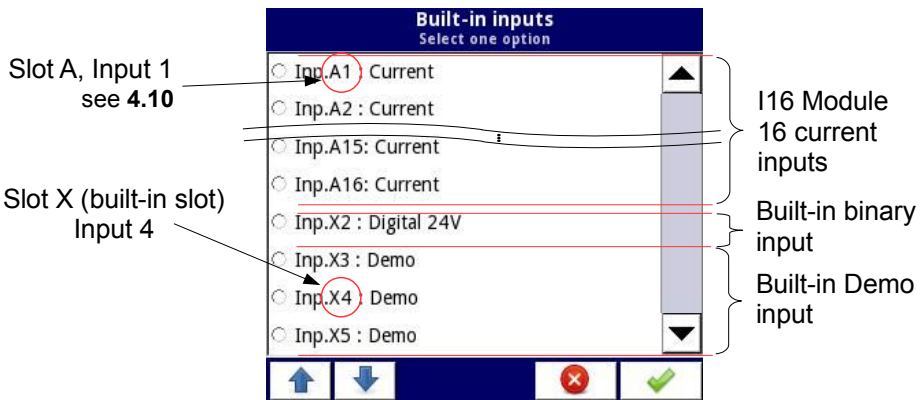 Built-in inputs
Select one option
Slot A, Input 1
see 4.10
Inp.A1 : Current
Inp.A2 : Current
Inp.A15: Current
Inp.A16: Current
I16 Module
16 current
inputs
Slot X (built-in slot)
Input 4
Inp.X2 : Digital 24V
Built-in binary
input
Inp.X3 : Demo
Inp.X4 : Demo
Inp.X5 : Demo
Built-in Demo
input